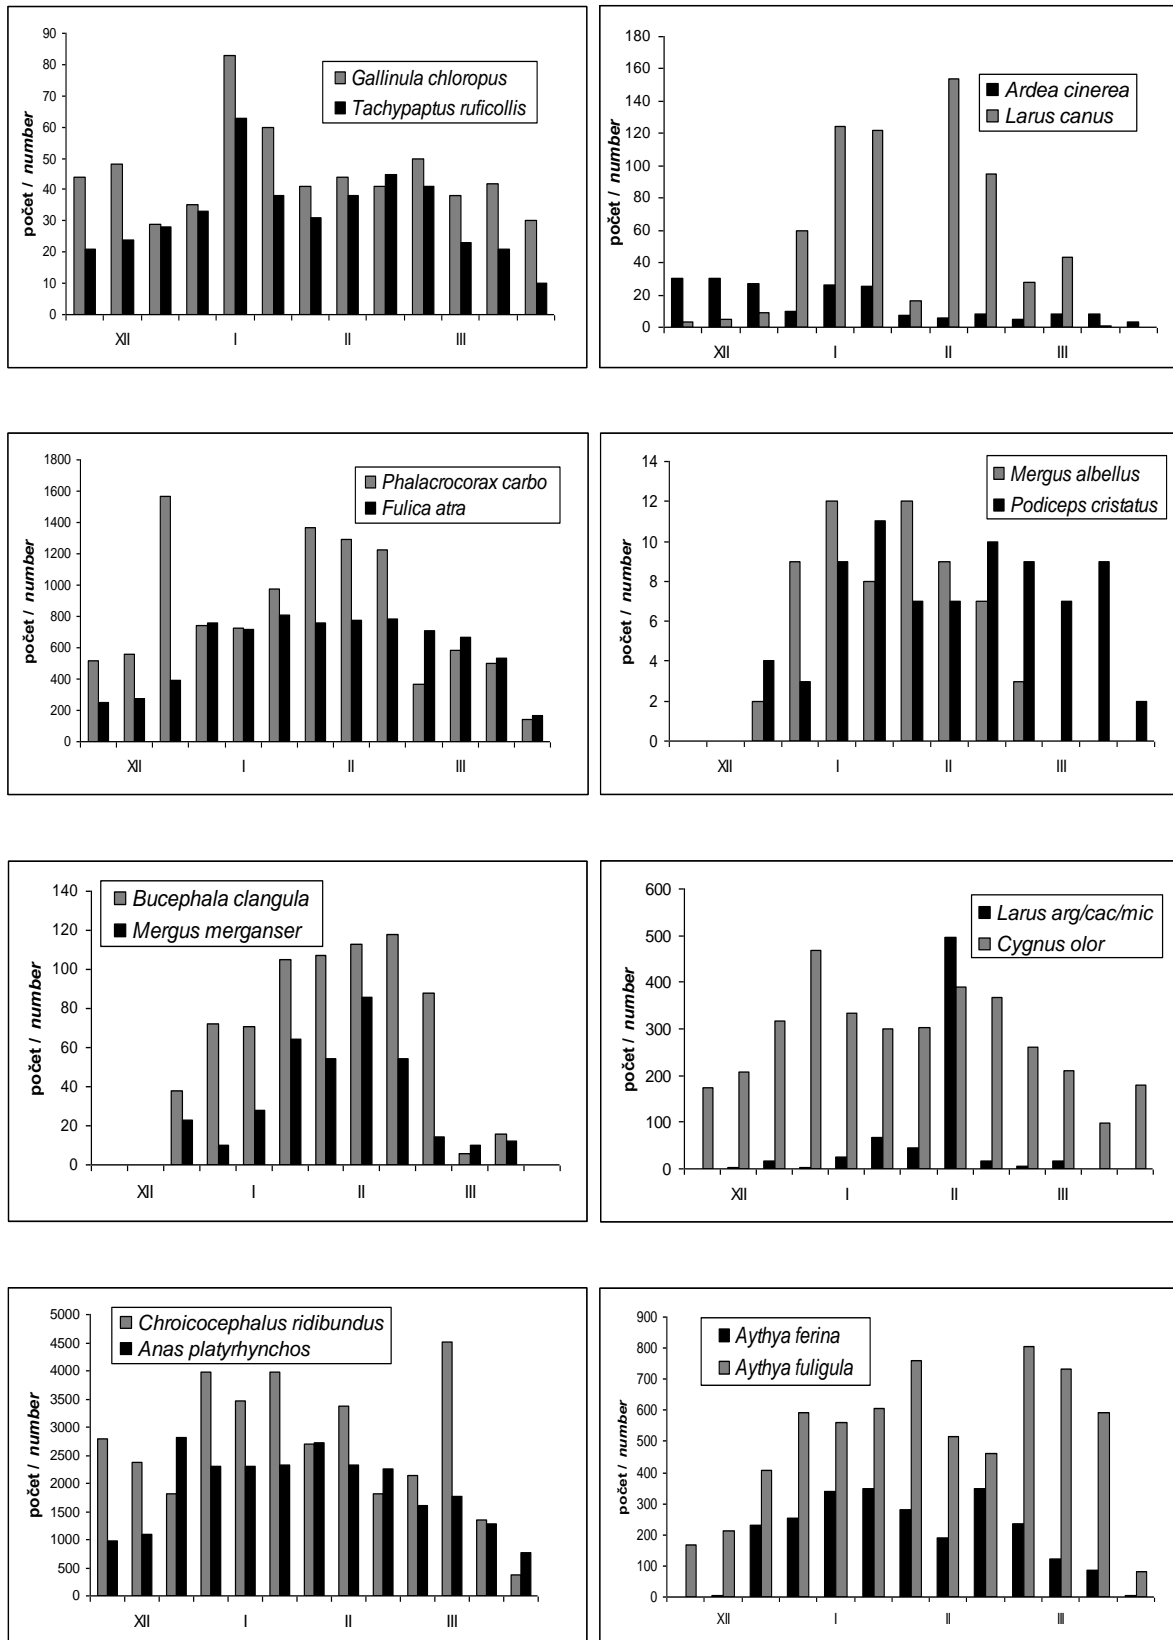 90
80
70
60
50
40
30
20
10
0
počet / number
Gallinula chloropus
Tachypaptus ruficollis
XII I II III
180
160
140
120
100
80
60
40
20
0
počet / number
Ardea cinerea
Larus canus
XII I II III
1800
1600
1400
1200
1000
800
600
400
200
0
počet / number
Phalacrocorax carbo
Fulica atra
XII I II III
14
12
10
8
6
4
2
0
počet / number
Mergus albellus
Podiceps cristatus
XII I II III
140
120
100
80
60
40
20
0
počet / number
Bucephala clangula
Mergus merganser
XII I II III
600
500
400
300
200
100
0
počet / number
Larus arg/cac/mic
Cygnus olor
XII I II III
5000
4500
4000
3500
3000
2500
2000
1500
1000
500
0
počet / number
Chroicocephalus ridibundus
Anas platyrhynchos
XII I II III
900
800
700
600
500
400
300
200
100
0
počet / number
Aythya ferina
Aythya fuligula
XII I II III